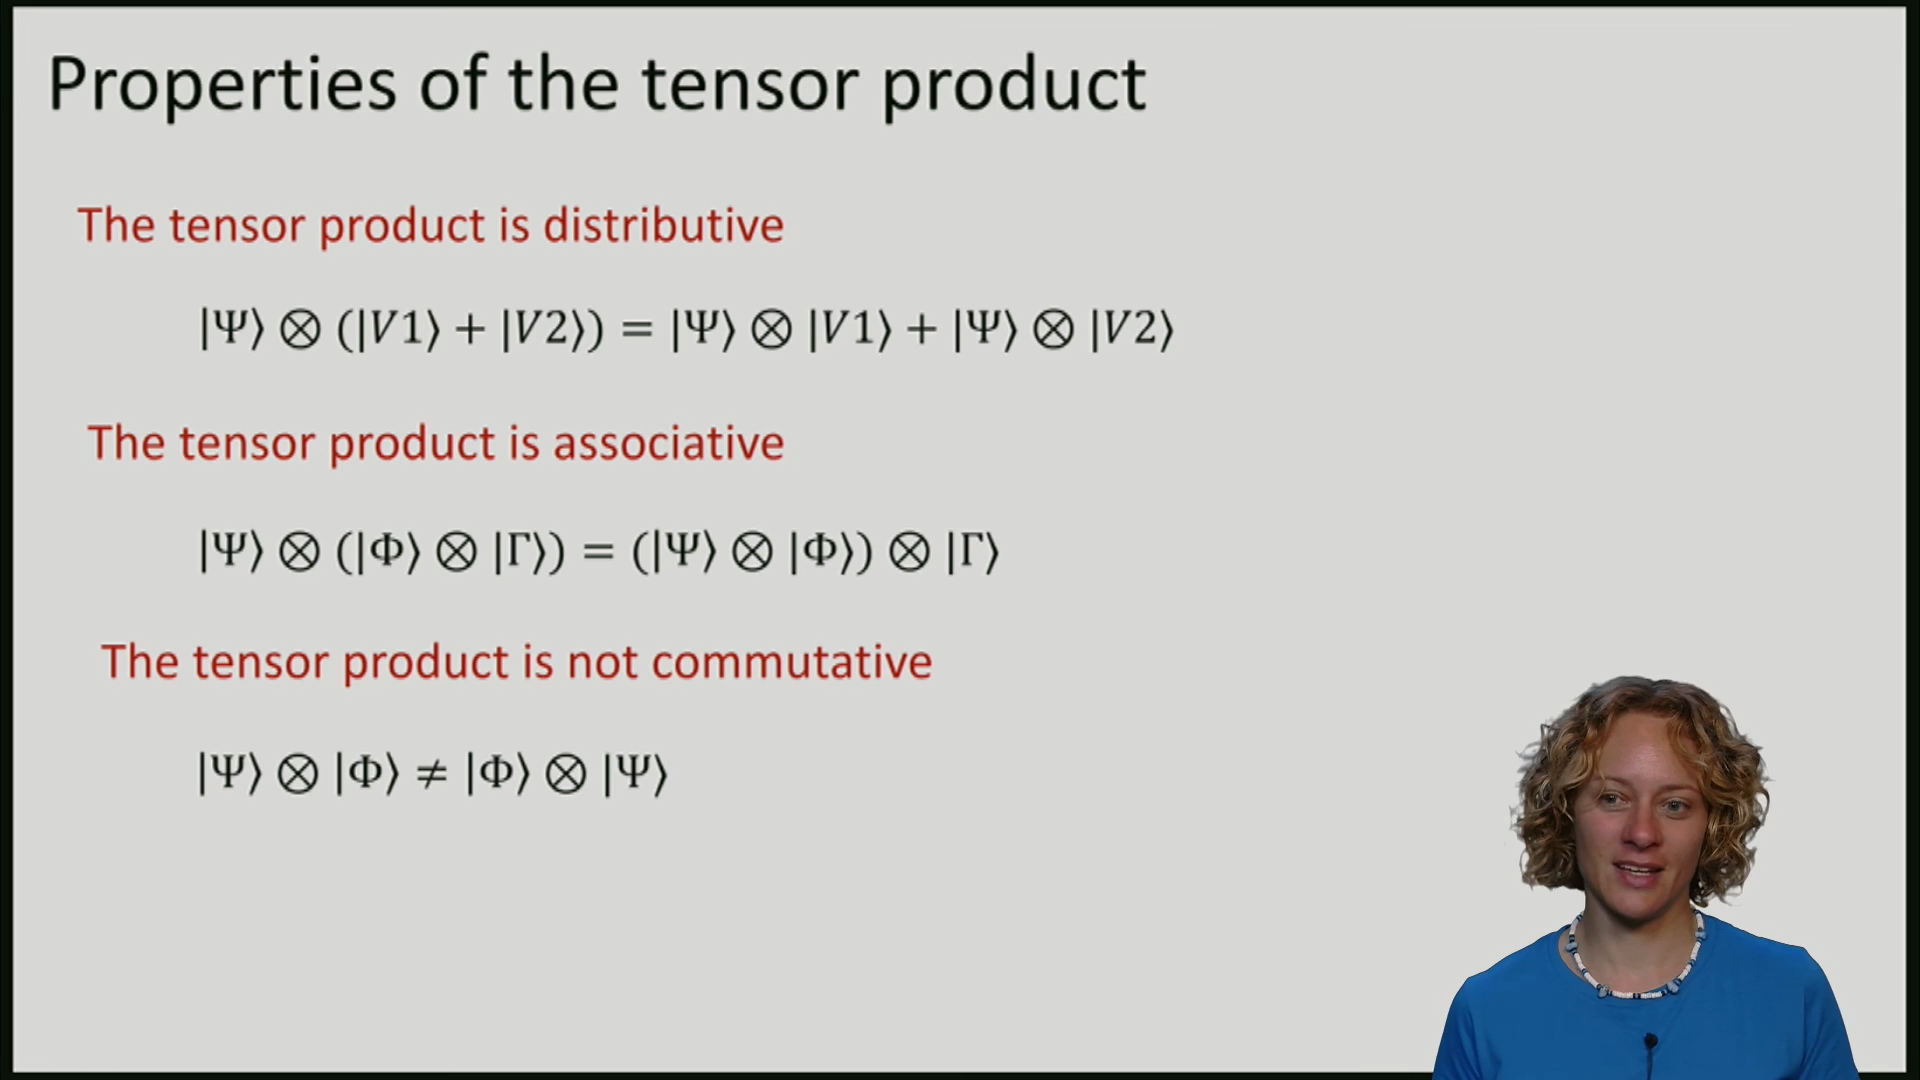 Properties of the tensor product
The tensor product is distributive
|Ψ⟩ ⊗ (|V1⟩ + |V2⟩) = |Ψ⟩ ⊗ |V1⟩ + |Ψ⟩ ⊗ |V2⟩
The tensor product is associative
|Ψ⟩ ⊗ (|Φ⟩ ⊗ |Γ⟩) = (|Ψ⟩ ⊗ |Φ⟩) ⊗ |Γ⟩
The tensor product is not commutative
|Ψ⟩ ⊗ |Φ⟩ ≠ |Φ⟩ ⊗ |Ψ⟩